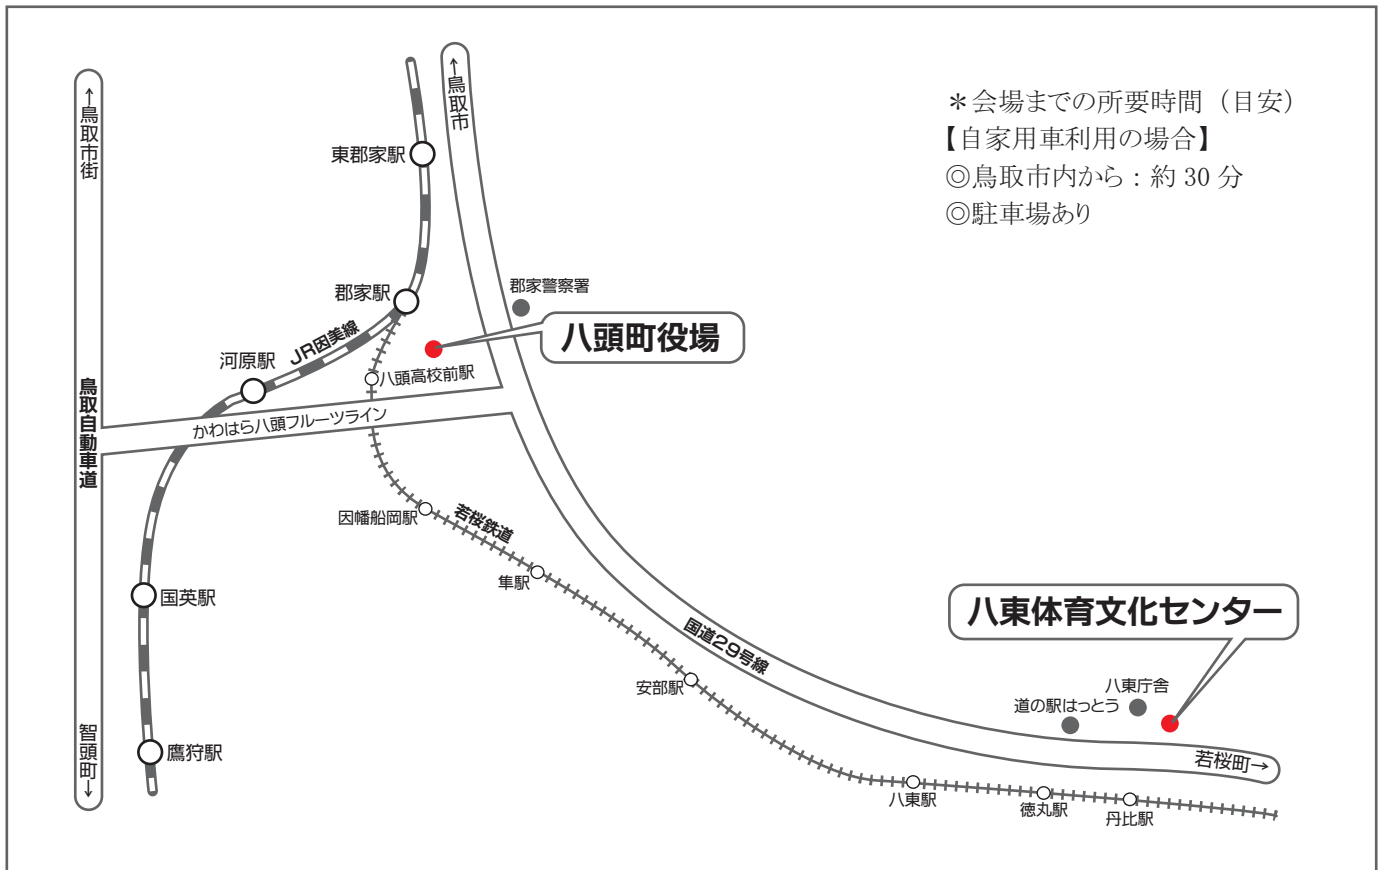 ＊会場までの所要時間（目安）
【自家用車利用の場合】
◎鳥取市内から：約30分
◎駐車場あり
←鳥取市街
鳥取自動車道
智頭町→
←鳥取市
東郡家駅
郡家駅
郡家警察署
八頭町役場
JR因美線
河原駅
八頭高校前駅
かわはら八頭フルーツライン
因幡船岡駅
若桜鉄道
隼駅
国英駅
国道29号線
八東体育文化センター
安部駅
八東庁舎
道の駅はっとう
鷹狩駅
若桜町→
八東駅
徳丸駅
丹比駅